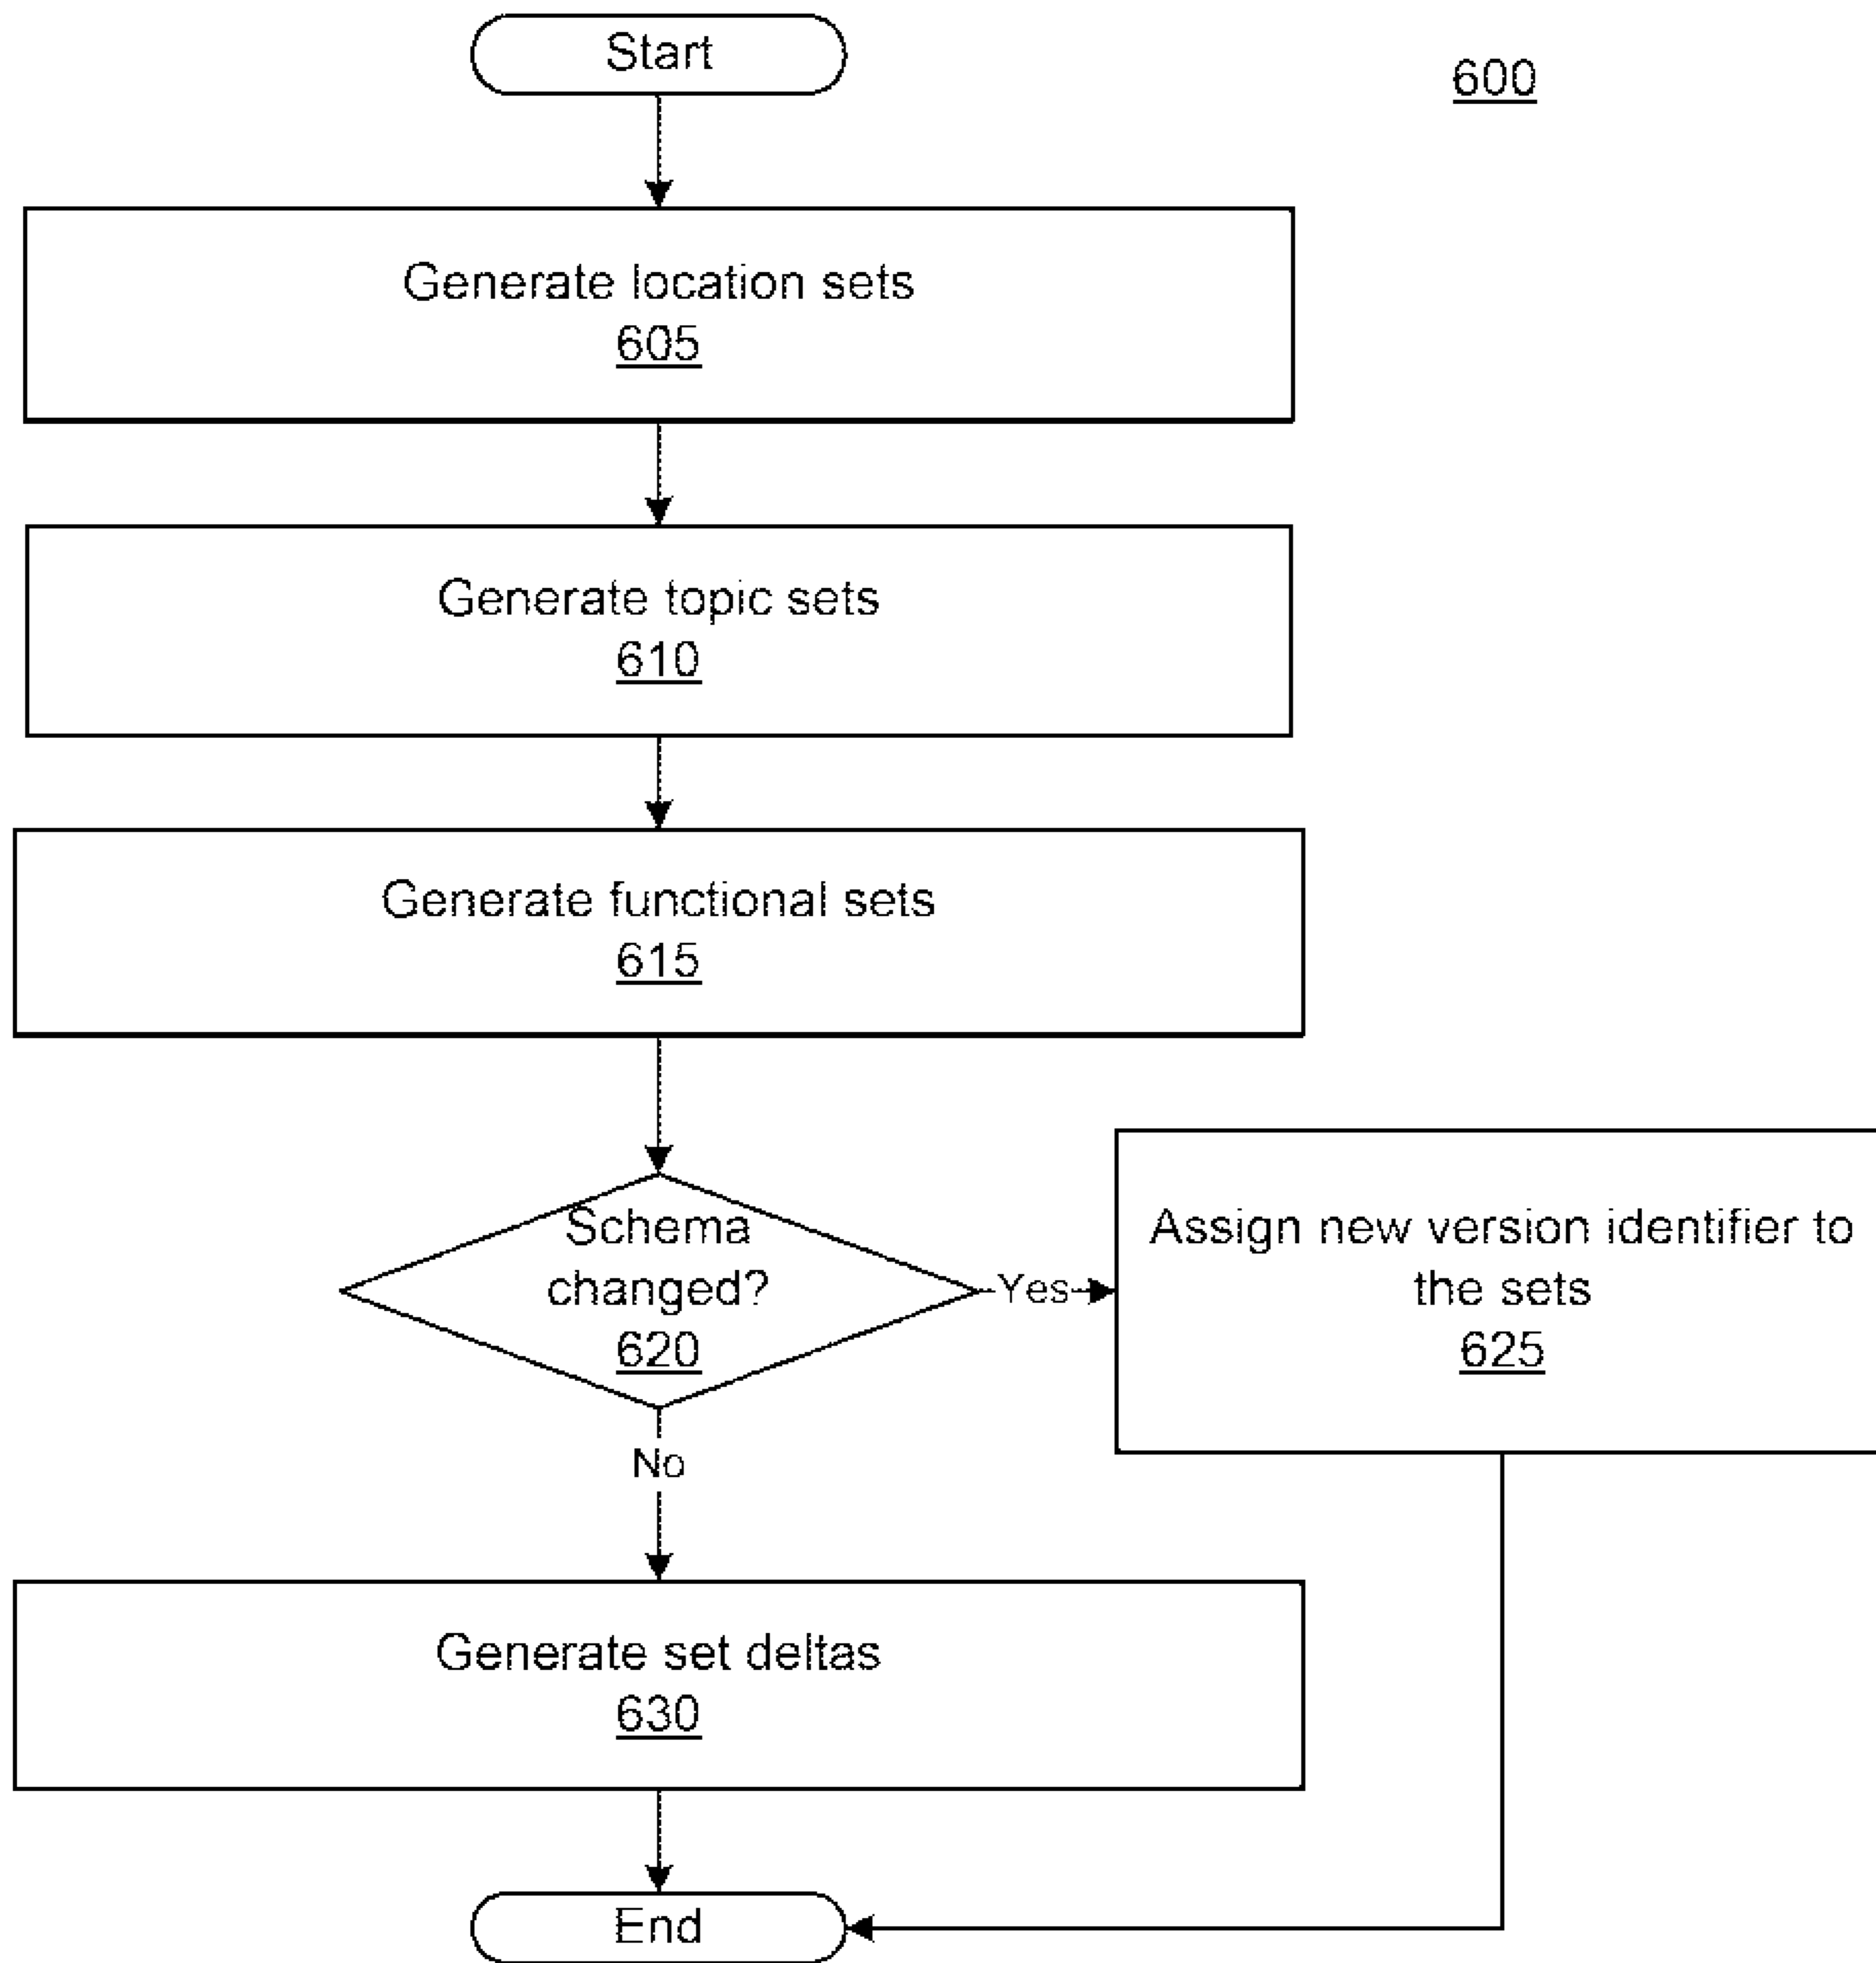 Start
600
Generate location sets
605
Generate topic sets
610
Generate functional sets
615
Schema
changed?
620
Yes
Assign new version identifier to
the sets
625
No
Generate set deltas
630
End